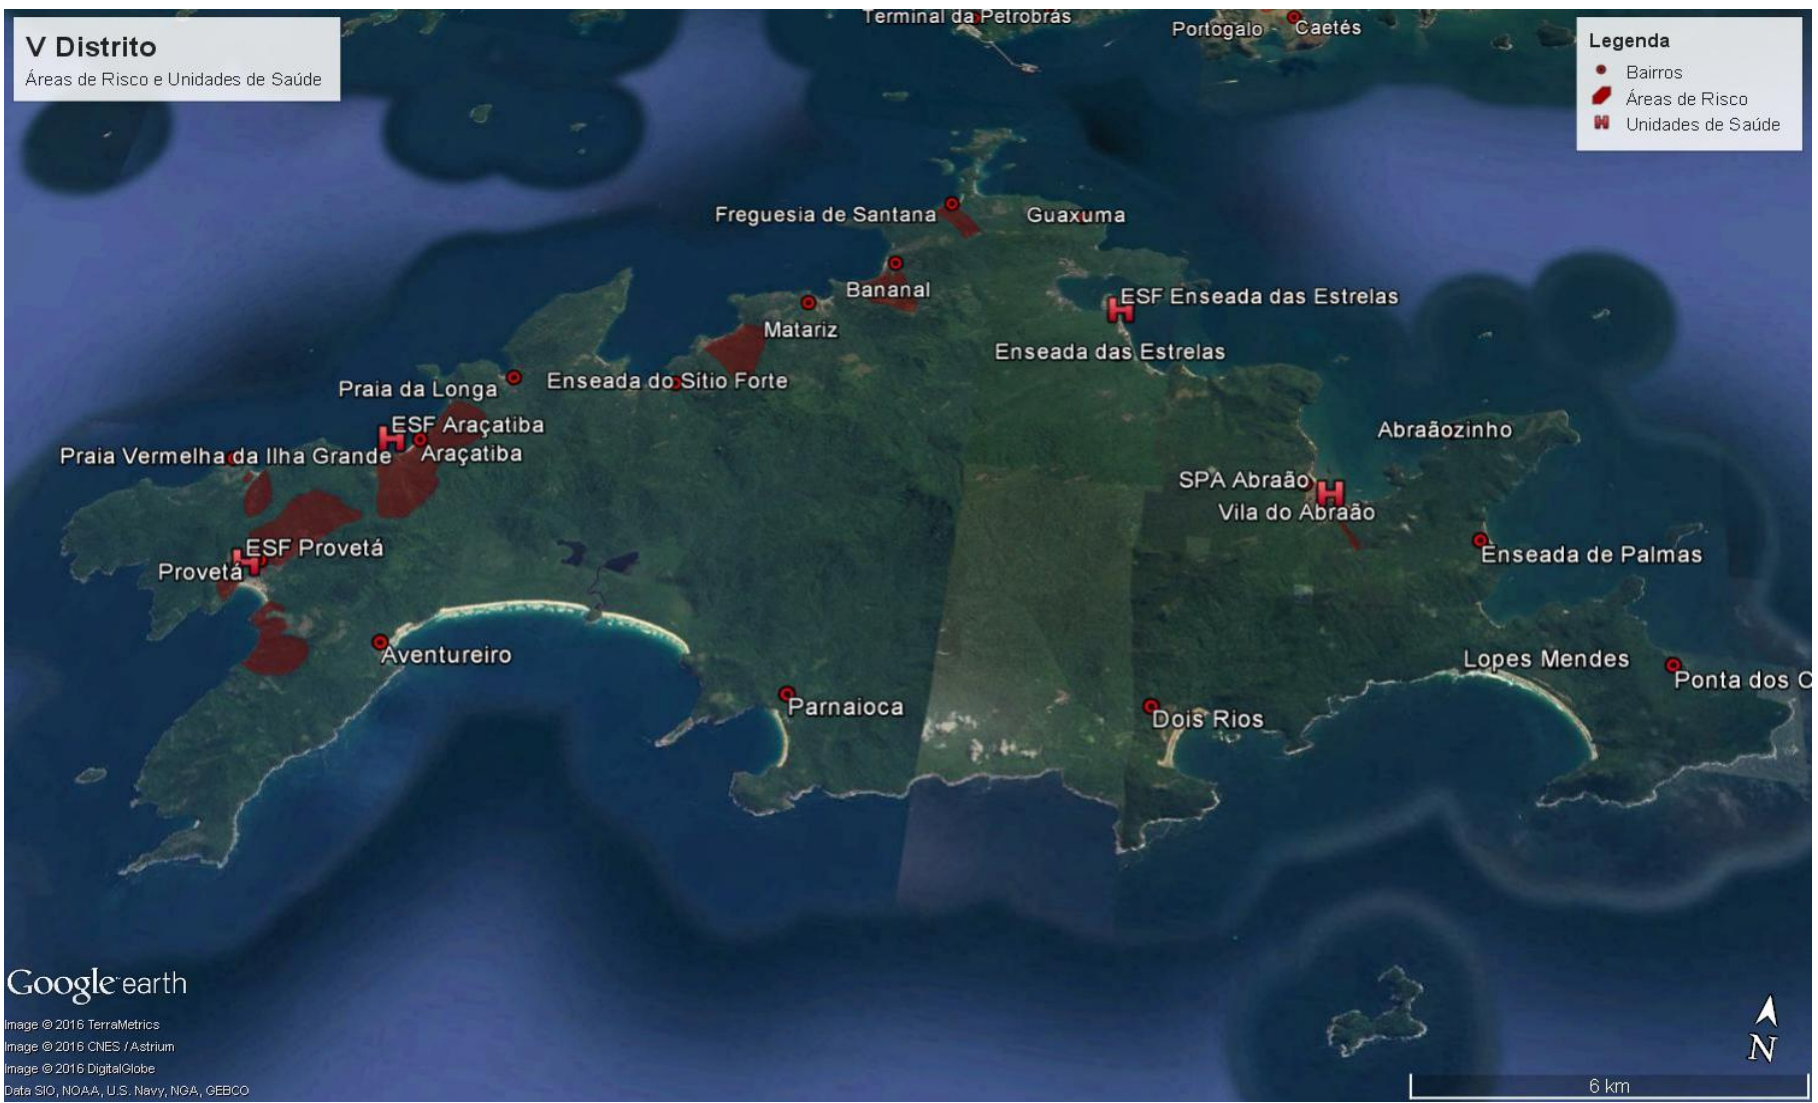 V Distrito
Áreas de Risco e Unidades de Saúde
Terminal da Petrobrás
Portogalo
Caetés
Legenda
Bairros
Áreas de Risco
Unidades de Saúde
Freguesia de Santana
Guaxuma
Bananal
ESF Enseada das Estrelas
Matariz
Enseada das Estrelas
Praia da Longa
Enseada do Sítio Forte
ESF Araçatiba
Abraãozinho
Praia Vermelha da Ilha Grande
Araçatiba
SPA Abraão
Vila do Abraão
ESF Provetá
Enseada de Palmas
Provetá
Aventureiro
Lopes Mendes
Ponta dos C
Parnaioca
Dois Rios
Google earth
Image © 2016 TerraMetrics
Image © 2016 CNES / Astrium
Image © 2016 DigitalGlobe
Data SIO, NOAA, U.S. Navy, NGA, GEBCO
N
6 km